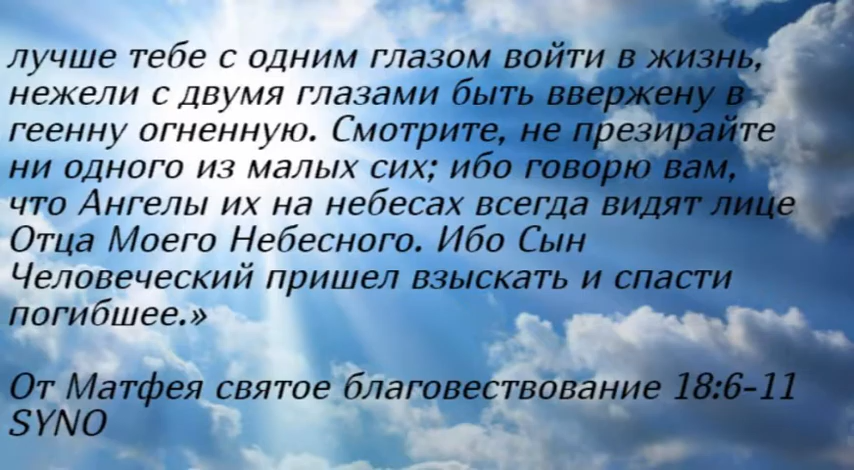 лучше тебе с одним глазом войти в жизнь,
нежели с двумя глазами быть ввержену в
геенну огненную. Смотрите, не презирайте
ни одного из малых сих; ибо говорю вам,
что Ангелы их на небесах всегда видят лице
Отца Моего Небесного. Ибо Сын
Человеческий пришел взыскать и спасти
погибшее.»
От Матфея святое благовествование 18:6-11
SYNO